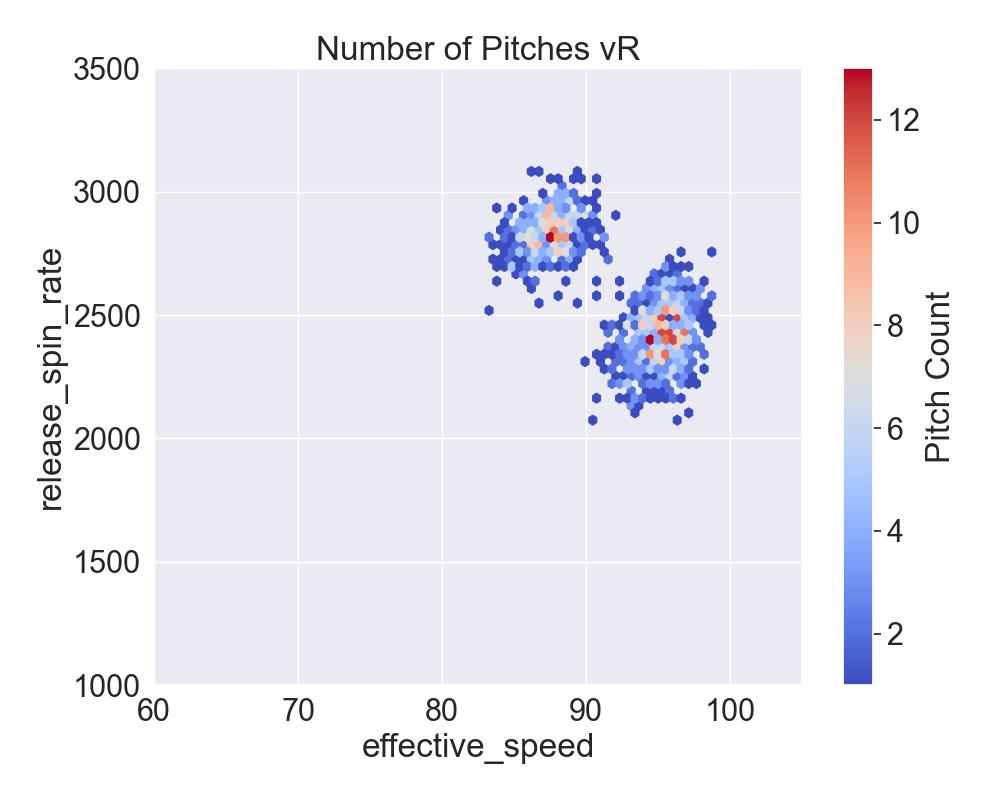 Number of Pitches vR
3500
3000
2500
2000
1500
1000
release_spin_rate
60 70 80 90 100
effective_speed
12
10
8
6
4
2
Pitch Count